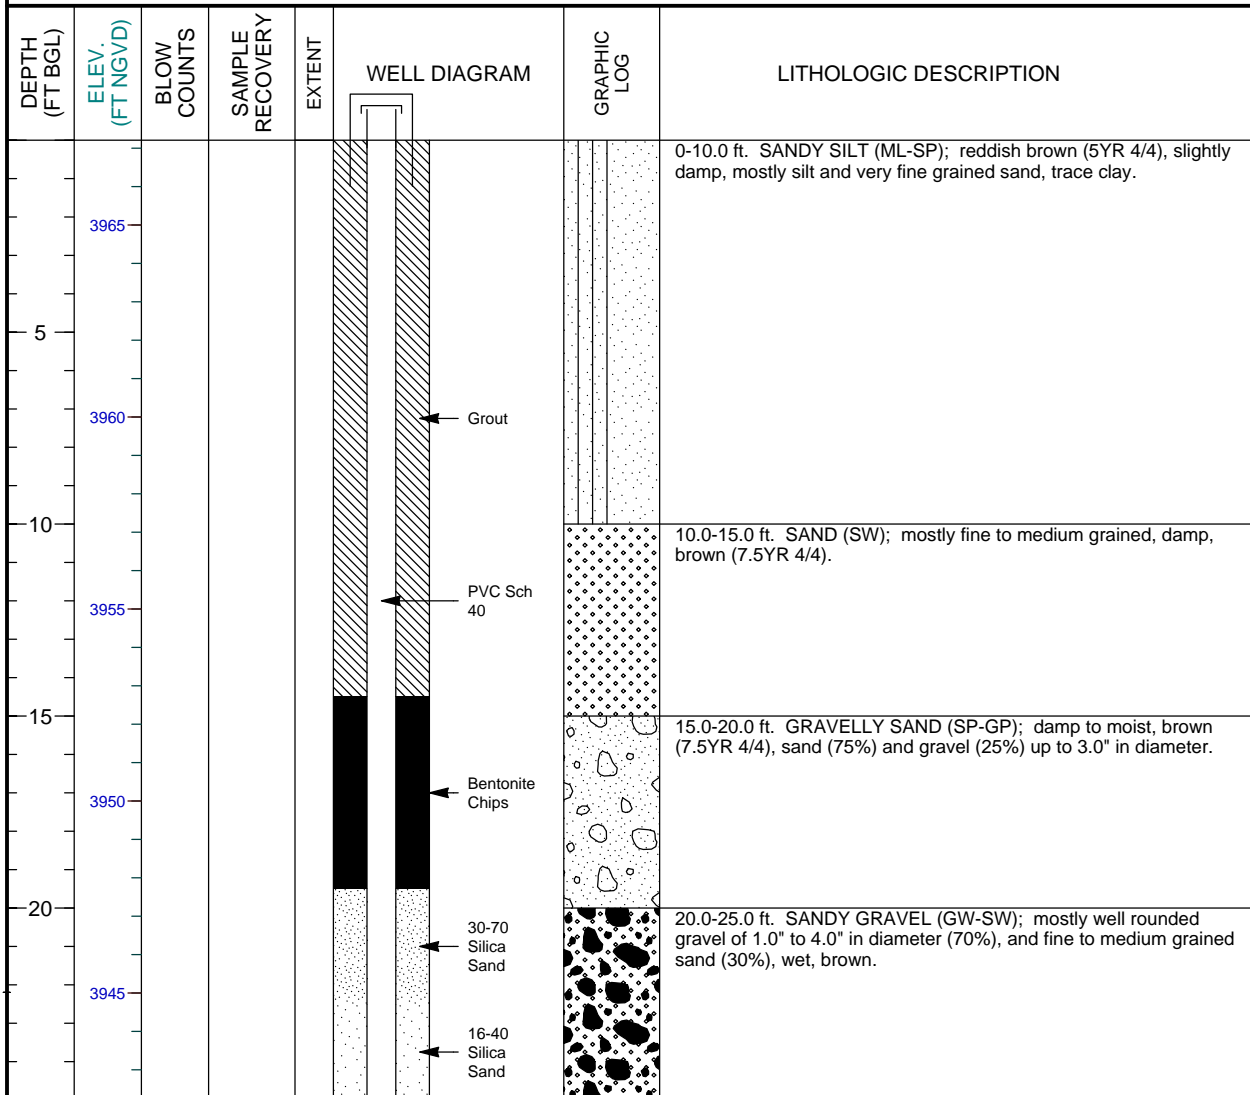 DEPTH
(FT BGL)
ELEV.
(FT NGVD)
BLOW
COUNTS
SAMPLE
RECOVERY
EXTENT
WELL DIAGRAM
GRAPHIC
LOG
LITHOLOGIC DESCRIPTION
0-10.0 ft. SANDY SILT (ML-SP); reddish brown (5YR 4/4), slightly
damp, mostly silt and very fine grained sand, trace clay.
3965
5
3960
Grout
10
10.0-15.0 ft. SAND (SW); mostly fine to medium grained, damp,
brown (7.5YR 4/4).
3955
PVC Sch
40
15
15.0-20.0 ft. GRAVELLY SAND (SP-GP); damp to moist, brown
(7.5YR 4/4), sand (75%) and gravel (25%) up to 3.0" in diameter.
3950
Bentonite
Chips
20
20.0-25.0 ft. SANDY GRAVEL (GW-SW); mostly well rounded
gravel of 1.0" to 4.0" in diameter (70%), and fine to medium grained
sand (30%), wet, brown.
30-70
Silica
Sand
3945
16-40
Silica
Sand